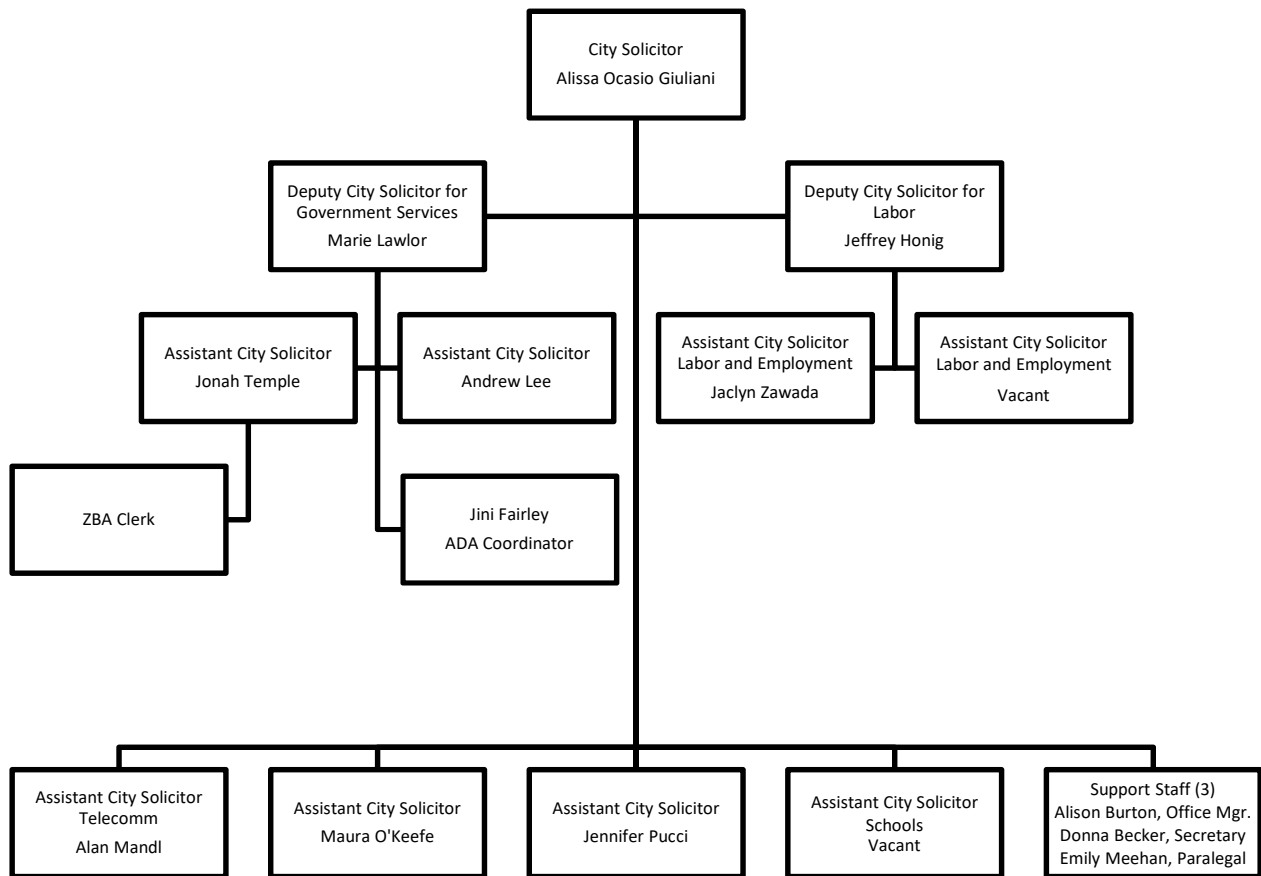 City Solicitor
Alissa Ocasio Giuliani
Deputy City Solicitor for
Government Services
Marie Lawlor
Deputy City Solicitor for
Labor
Jeffrey Honig
Assistant City Solicitor
Jonah Temple
Assistant City Solicitor
Andrew Lee
Assistant City Solicitor
Labor and Employment
Jaclyn Zawada
Assistant City Solicitor
Labor and Employment
Vacant
ZBA Clerk
Jini Fairley
ADA Coordinator
Assistant City Solicitor
Telecomm
Alan Mandl
Assistant City Solicitor
Maura O'Keefe
Assistant City Solicitor
Jennifer Pucci
Assistant City Solicitor
Schools
Vacant
Support Staff (3)
Alison Burton, Office Mgr.
Donna Becker, Secretary
Emily Meehan, Paralegal